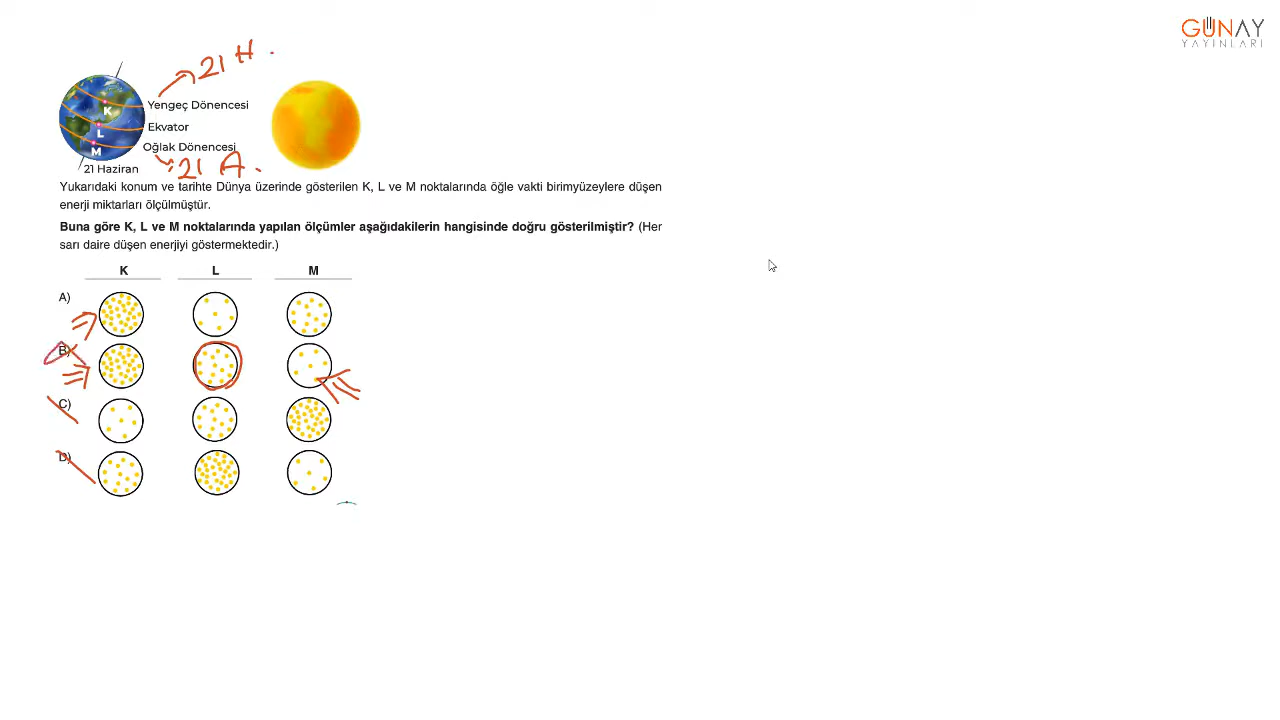 GÜNAY
YAYINLARI
21 H.
K
Yengeç Dönencesi
L
Ekvator
M
Oğlak Dönencesi
21 A.
21 Haziran
Yukarıdaki konum ve tarihte Dünya üzerinde gösterilen K, L ve M noktalarında öğle vakti birimyüzeylere düşen
enerji miktarları ölçülmüştür.
Buna göre K, L ve M noktalarında yapılan ölçümler aşağıdakilerin hangisinde doğru gösterilmiştir? (Her
sarı daire düşen enerjiyi göstermektedir.)
K L M
A)
B)
C)
D)